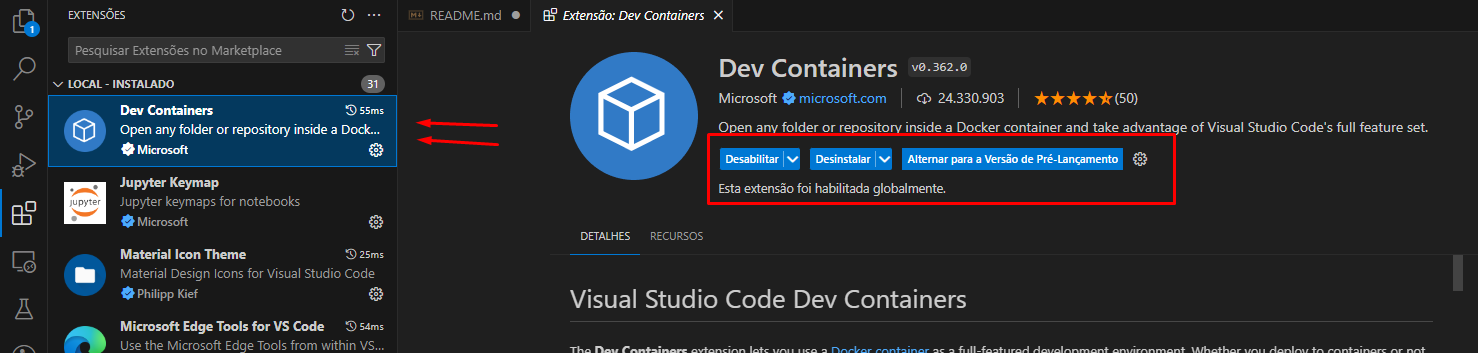 EXTENSÕES
Pesquisar Extensões no Marketplace
LOCAL - INSTALADO 31
Dev Containers 55ms
Open any folder or repository inside a Dock...
Microsoft
Jupyter Keymap
Jupyter keymaps for notebooks
Microsoft
Material Icon Theme 25ms
Material Design Icons for Visual Studio Code
Philipp Kief
Microsoft Edge Tools for VS Code 54ms
Use the Microsoft Edge Tools from within VS...
1
jupyter
README.md
Extensão: Dev Containers
Dev Containers v0.362.0
Microsoft microsoft.com 24.330.903 (50)
Open any folder or repository inside a Docker container and take advantage of Visual Studio Code's full feature set.
Desabilitar Desinstalar Alternar para a Versão de Pré-Lançamento
Esta extensão foi habilitada globalmente.
DETALHES RECURSOS
Visual Studio Code Dev Containers
The Dev Containers extension lets you use a Docker container as a full-featured development environment. Whether you deploy to containers or not